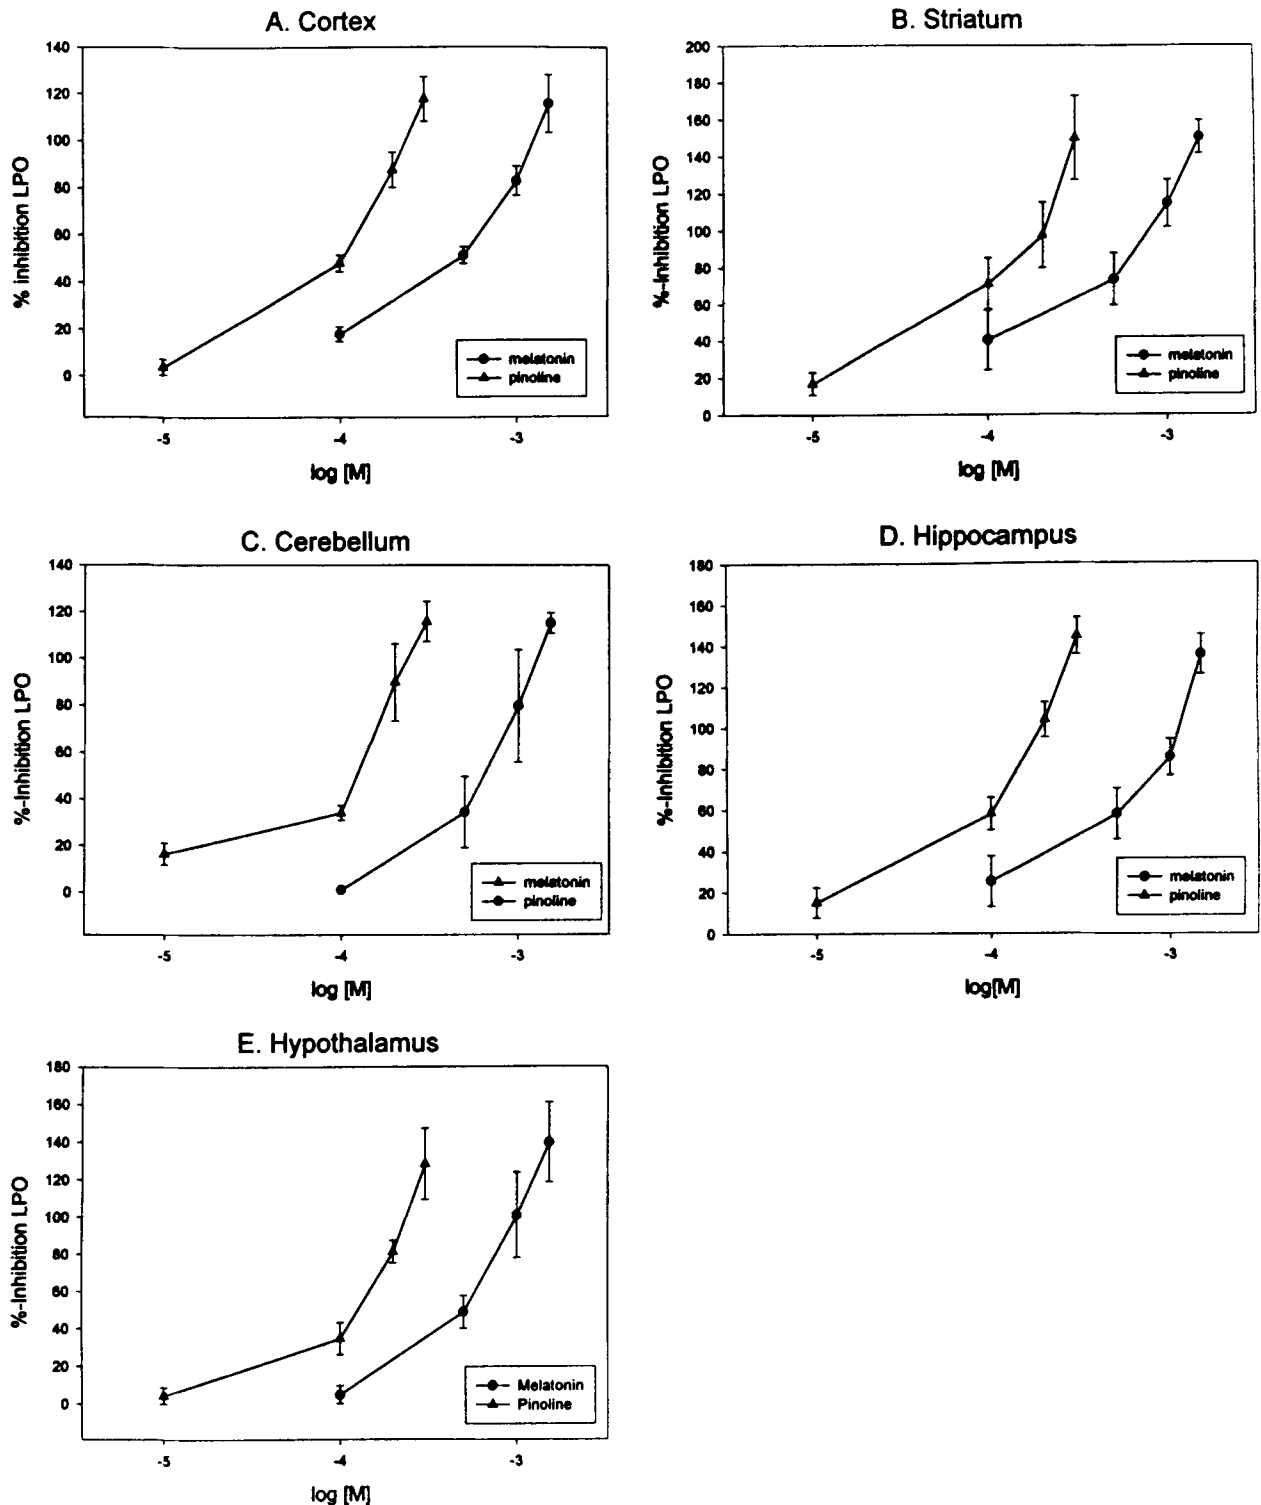 A. Cortex
% inhibition LPO
140
120
100
80
60
40
20
0
-5
-4
-3
log [M]
melatonin
pinoline
B. Striatum
%-Inhibition LPO
200
180
160
140
120
100
80
60
40
20
0
-5
-4
-3
log [M]
melatonin
pinoline
C. Cerebellum
%-Inhibition LPO
140
120
100
80
60
40
20
0
-5
-4
-3
log [M]
melatonin
pinoline
D. Hippocampus
%-Inhibition LPO
180
160
140
120
100
80
60
40
20
0
-5
-4
-3
log[M]
melatonin
pinoline
E. Hypothalamus
%-Inhibition LPO
180
160
140
120
100
80
60
40
20
0
-5
-4
-3
log [M]
Melatonin
Pinoline